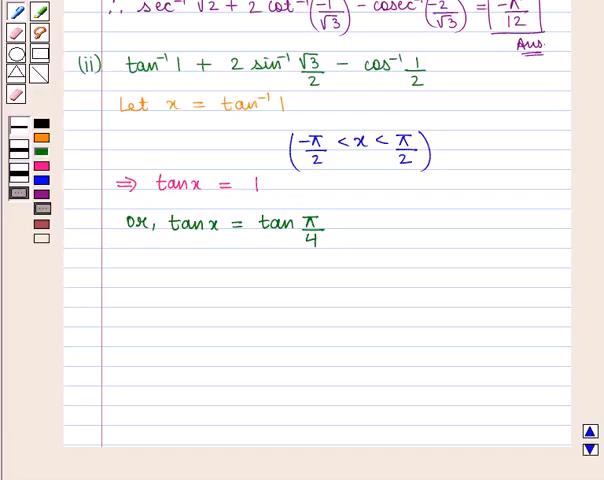 ∴ sec⁻¹ √2 + 2 cot⁻¹(-1/√3) - cosec⁻¹(-2/√3) = -π/12
Ans.
(ii) tan⁻¹ 1 + 2 sin⁻¹ √3/2 - cos⁻¹ 1/2
Let x = tan⁻¹ 1
(-π/2 < x < π/2)
⇒ tan x = 1
or, tan x = tan π/4